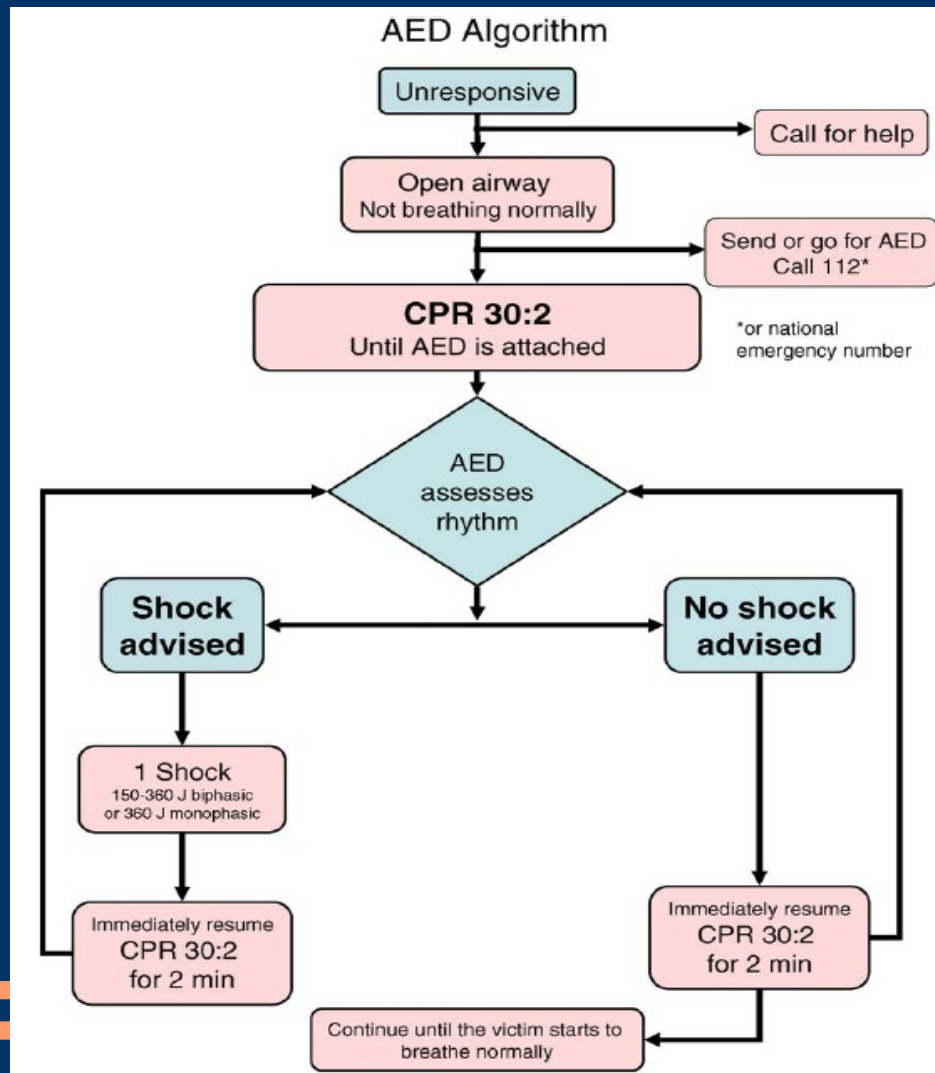 AED Algorithm
Unresponsive
Call for help
Open airway
Not breathing normally
Send or go for AED
Call 112*
CPR 30:2
Until AED is attached
*or national
emergency number
AED
assesses
rhythm
Shock
advised
No shock
advised
1 Shock
150-360 J biphasic
or 360 J monophasic
Immediately resume
CPR 30:2
for 2 min
Immediately resume
CPR 30:2
for 2 min
Continue until the victim starts to
breathe normally